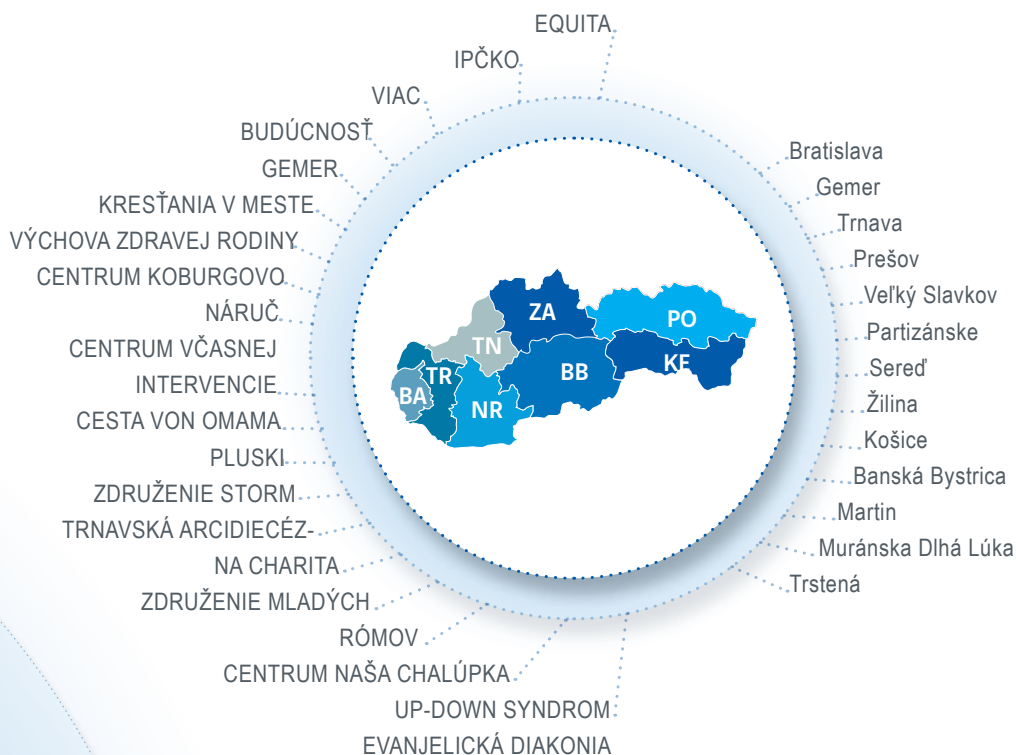 EQUITA
IPČKO
VIAC
BUDÚCNOSŤ
GEMER
KRESŤANIA V MESTE
VÝCHOVA ZDRAVEJ RODINY
CENTRUM KOBURGOVO
NÁRUČ
CENTRUM VČASNEJ
INTERVENCIE
CESTA VON OMAMA
PLUSKI
ZDRUŽENIE STORM
TRNAVSKÁ ARCIDIECÉZ-
NA CHARITA
ZDRUŽENIE MLADÝCH
RÓMOV
CENTRUM NAŠA CHALÚPKA
UP-DOWN SYNDROM
EVANJELICKÁ DIAKONIA
ZA
PO
TN
KE
TR
BB
BA
NR
Bratislava
Gemer
Trnava
Prešov
Veľký Slavkov
Partizánske
Sereď
Žilina
Košice
Banská Bystrica
Martin
Muránska Dlhá Lúka
Trstená